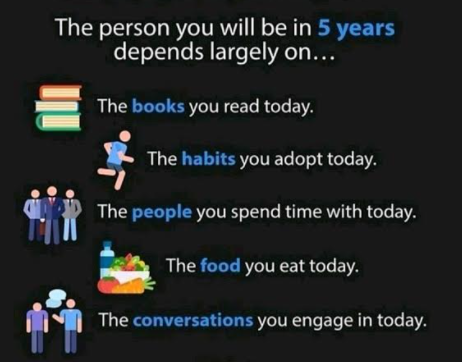 The person you will be in 5 years
depends largely on...
The books you read today.
The habits you adopt today.
The people you spend time with today.
The food you eat today.
The conversations you engage in today.